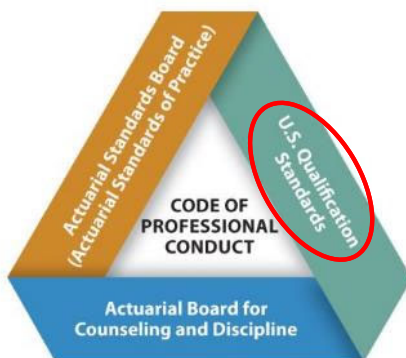 Actuarial Standards Board
(Actuarial Standards of Practice)
U.S. Qualification
Standards
CODE OF
PROFESSIONAL
CONDUCT
Actuarial Board for
Counseling and Discipline